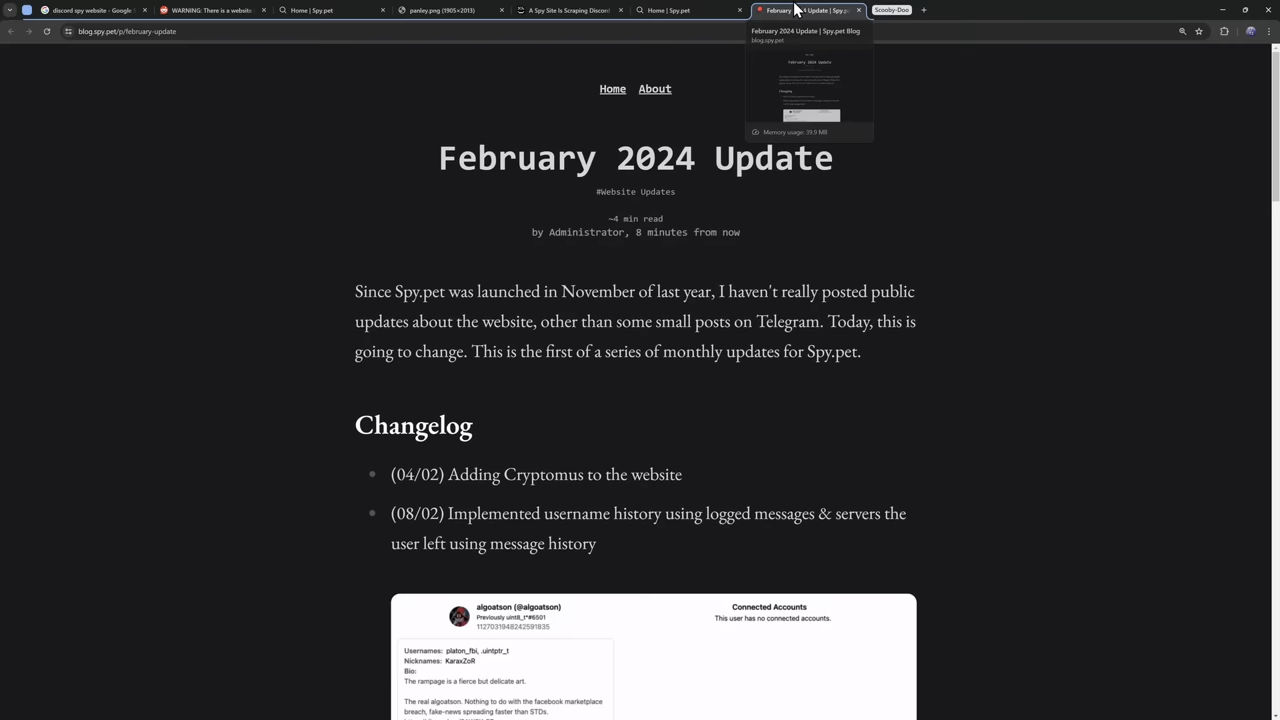 discord spy website - Google S
WARNING: There is a website
Home | Spy.pet
panley.png (1905×2013)
A Spy Site Is Scraping Discord
Home | Spy.pet
February 2024 Update | Spy.pe
Scooby-Doo
blog.spy.pet/p/february-update
February 2024 Update | Spy.pet Blog
blog.spy.pet
February 2024 Update
Changelog
Memory usage: 39.9 MB
Home About
February 2024 Update
#Website Updates
~4 min read
by Administrator, 8 minutes from now
Since Spy.pet was launched in November of last year, I haven't really posted public
updates about the website, other than some small posts on Telegram. Today, this is
going to change. This is the first of a series of monthly updates for Spy.pet.
Changelog
(04/02) Adding Cryptomus to the website
(08/02) Implemented username history using logged messages & servers the
user left using message history
algoatson (@algoatson)
Previously uint8_t*#6501
1127031948242591835
Connected Accounts
This user has no connected accounts.
Usernames: platon_fbi, .uintptr_t
Nicknames: KaraxZoR
Bio:
The rampage is a fierce but delicate art.
The real algoatson. Nothing to do with the facebook marketplace
breach, fake-news spreading faster than STDs.